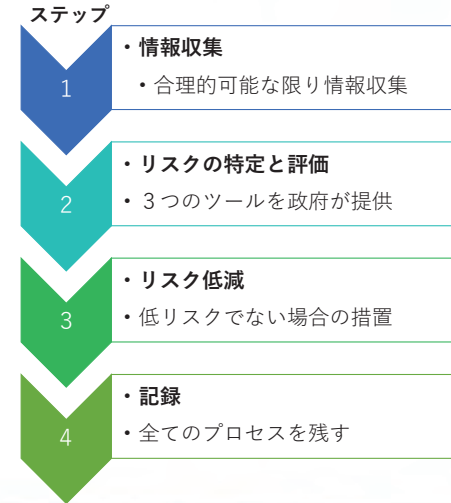 ステップ
1
・情報収集
・合理的可能な限り情報収集
2
・リスクの特定と評価
・３つのツールを政府が提供
3
・リスク低減
・低リスクでない場合の措置
4
・記録
・全てのプロセスを残す